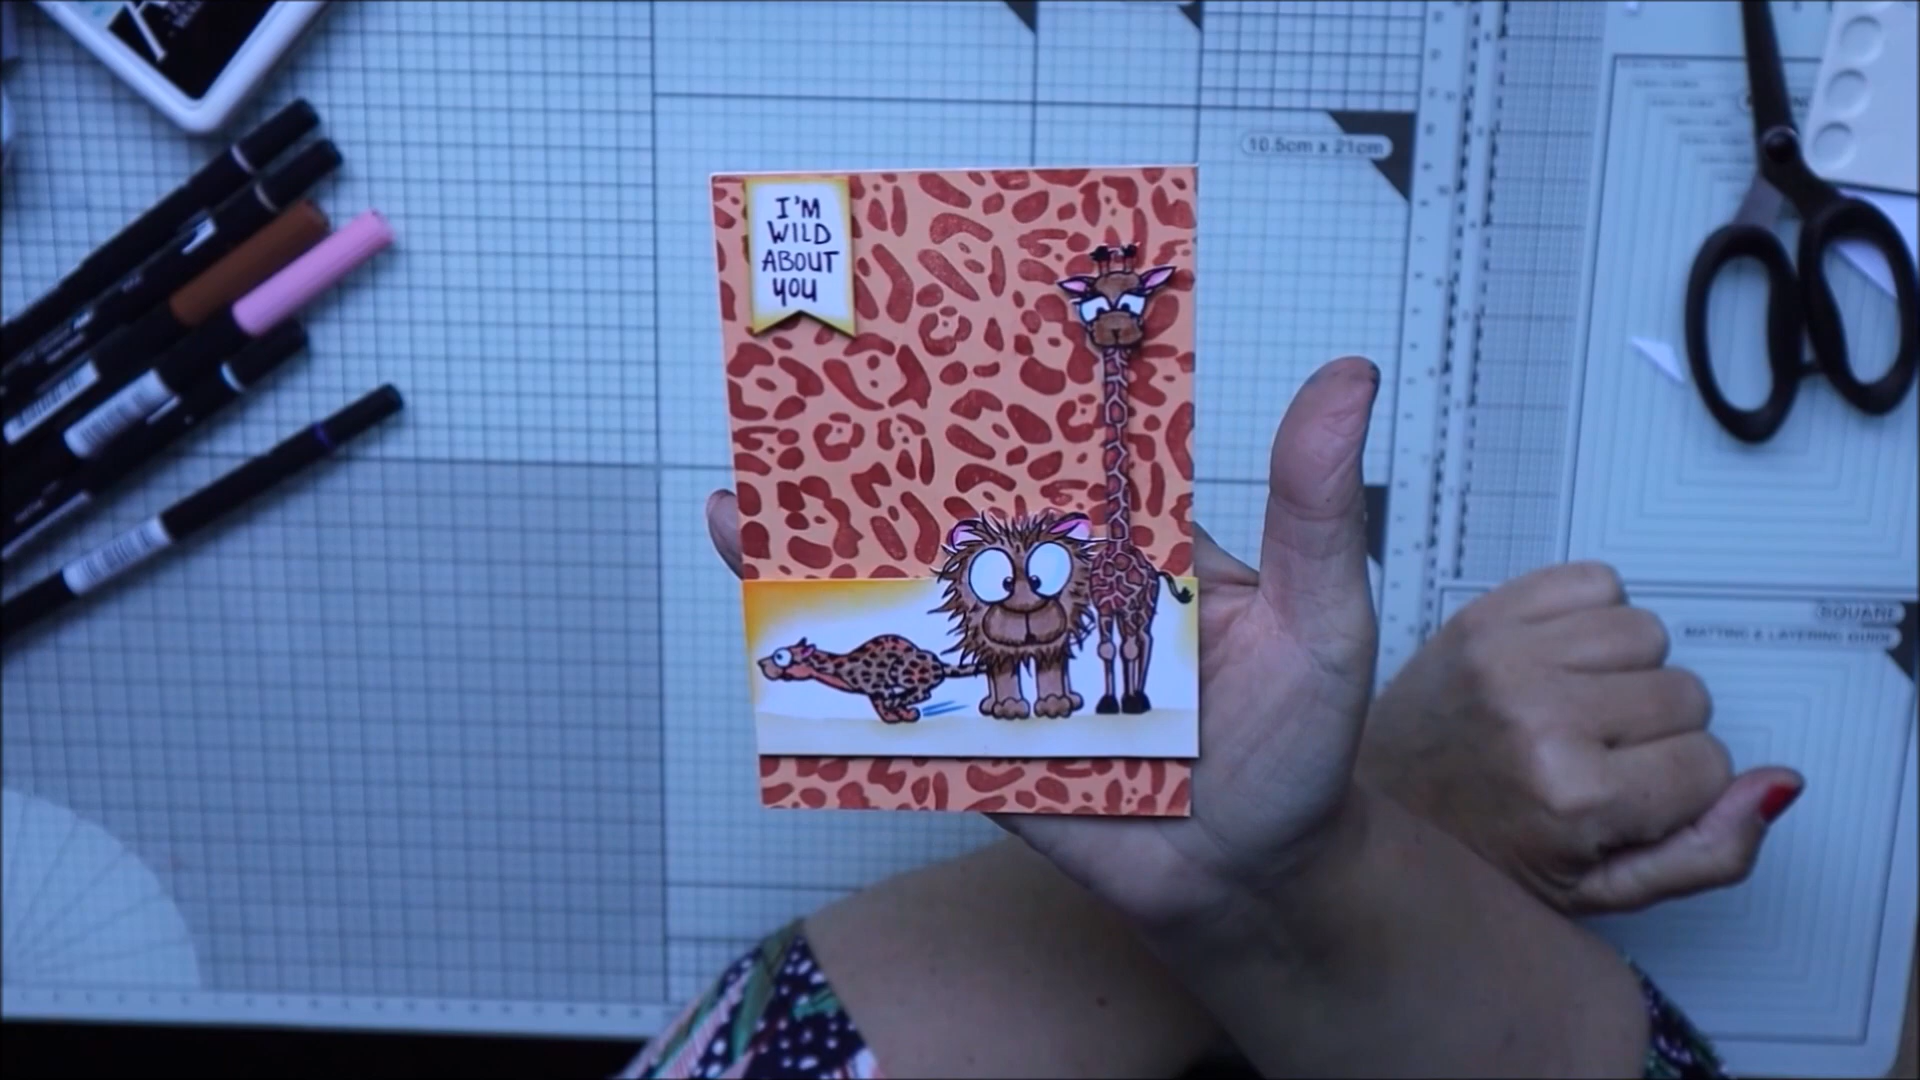 10.5cm x 21cm
I'M
WILD
ABOUT
YOU
SQUARE
MATTING & LAYERING GUIDE